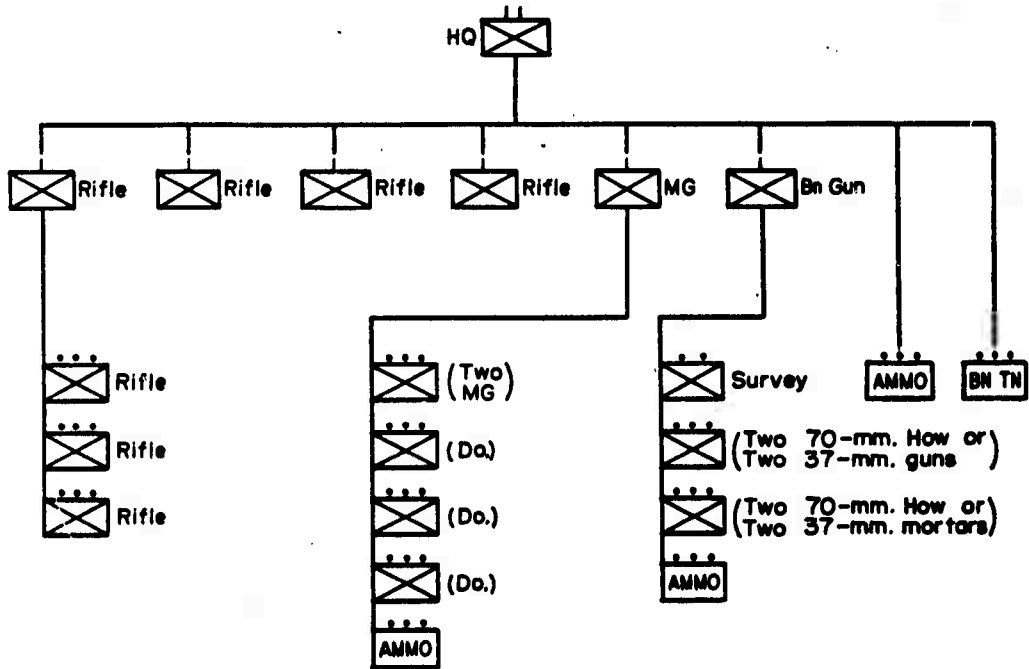 HQ
Rifle
Rifle
Rifle
Rifle
MG
Bn Gun
Rifle
Rifle
Rifle
(Two
MG)
(Do.)
(Do.)
(Do.)
AMMO
Survey
(Two 70-mm. How or
Two 37-mm. guns)
(Two 70-mm. How or
Two 37-mm. mortars)
AMMO
AMMO
BN TN